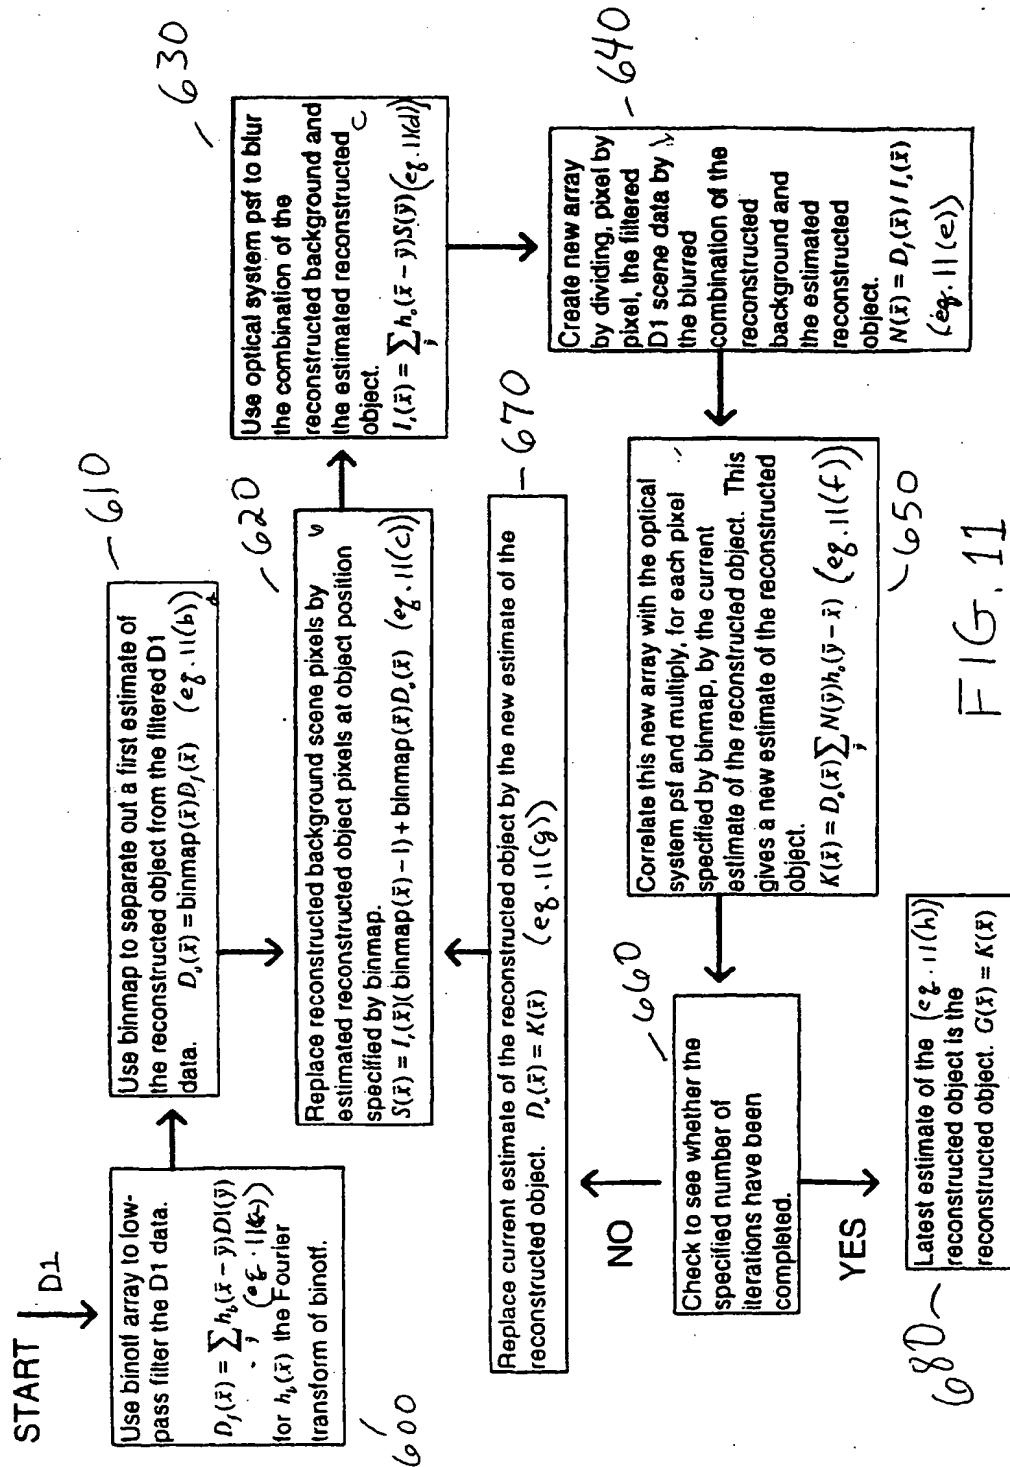 START
D1
Use binotf array to low-
pass filter the D1 data.
D_f(x̄) = ∑_ȳ h_b(x̄ − ȳ)D1(ȳ)
(eq. 11(a))
for h_b(x̄) the Fourier
transform of binotf.
600
Use binmap to separate out a first estimate of
the reconstructed object from the filtered D1
data. D_o(x̄) = binmap(x̄)D_f(x̄) (eq. 11(b))
610
Replace reconstructed background scene pixels by
estimated reconstructed object pixels at object position
specified by binmap.
S(x̄) = I_r(x̄)(binmap(x̄) − 1) + binmap(x̄)D_o(x̄) (eq. 11(c))
620
Use optical system psf to blur
the combination of the
reconstructed background and
the estimated reconstructed
object.
I_r(x̄) = ∑_ȳ h_o(x̄ − ȳ)S(ȳ) (eq. 11(d))
630
Create new array
by dividing, pixel by
pixel, the filtered
D1 scene data by
the blurred
combination of the
reconstructed
background and
the estimated
reconstructed
object.
N(x̄) = D_f(x̄) / I_r(x̄)
(eq. 11(e))
640
Correlate this new array with the optical
system psf and multiply, for each pixel
specified by binmap, by the current
estimate of the reconstructed object. This
gives a new estimate of the reconstructed
object.
K(x̄) = D_o(x̄) ∑_ȳ N(ȳ)h_o(ȳ − x̄) (eq. 11(f))
650
Check to see whether the
specified number of
iterations have been
completed.
660
NO
Replace current estimate of the reconstructed object by the new estimate of the
reconstructed object. D_o(x̄) = K(x̄) (eq. 11(g))
670
YES
Latest estimate of the (eq. 11(h))
reconstructed object is the
reconstructed object. G(x̄) = K(x̄)
680
FIG. 11